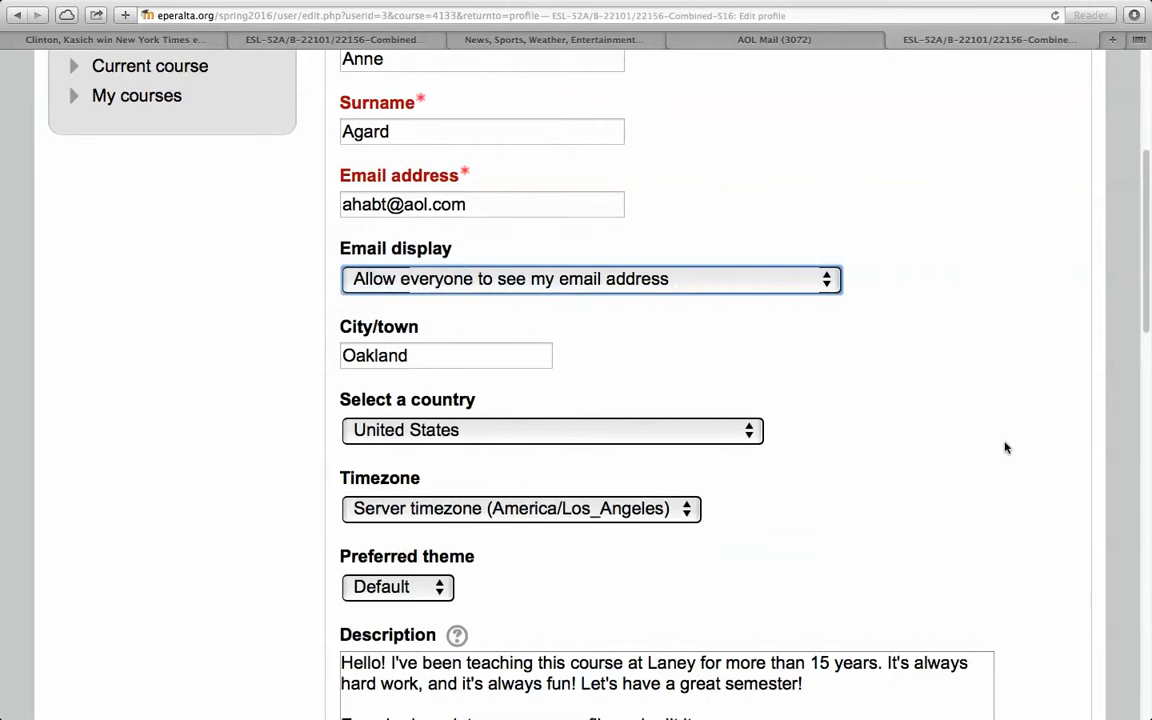 eperalta.org/spring2016/user/edit.php?userid=3&course=4133&returnto=profile — ESL-52A/B-22101/22156-Combined-S16: Edit profile
Reader
Clinton, Kasich win New York Times e...
ESL-52A/B-22101/22156-Combined...
News, Sports, Weather, Entertainment...
AOL Mail (3072)
ESL-52A/B-22101/22156-Combine...
Current course
My courses
Anne
Surname*
Agard
Email address*
ahabt@aol.com
Email display
Allow everyone to see my email address
City/town
Oakland
Select a country
United States
Timezone
Server timezone (America/Los_Angeles)
Preferred theme
Default
Description ?
Hello! I've been teaching this course at Laney for more than 15 years. It's always
hard work, and it's always fun! Let's have a great semester!